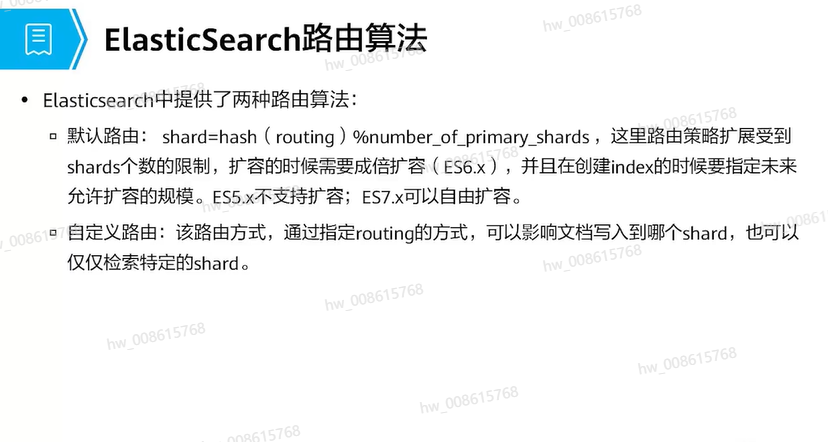 ElasticSearch路由算法
hw_008615768
hw_008615768
• Elasticsearch中提供了两种路由算法：
hw_008615768
▫ 默认路由： shard=hash（routing）%number_of_primary_shards ，这里路由策略扩展受到
hw_008615768
shards个数的限制，扩容的时候需要成倍扩容（ES6.x），并且在创建index的时候要指定未来
hw_008615768
允许扩容的规模。ES5.x不支持扩容；ES7.x可以自由扩容。
hw_008615768
▫ 自定义路由：该路由方式，通过指定routing的方式，可以影响文档写入到哪个shard，也可以
hw_008615768
hw_00861576
仅仅检索特定的shard。
hw_008615768
hw_008615768
hw_008615768
hw_008615768
hw_008615768
hw_008615768